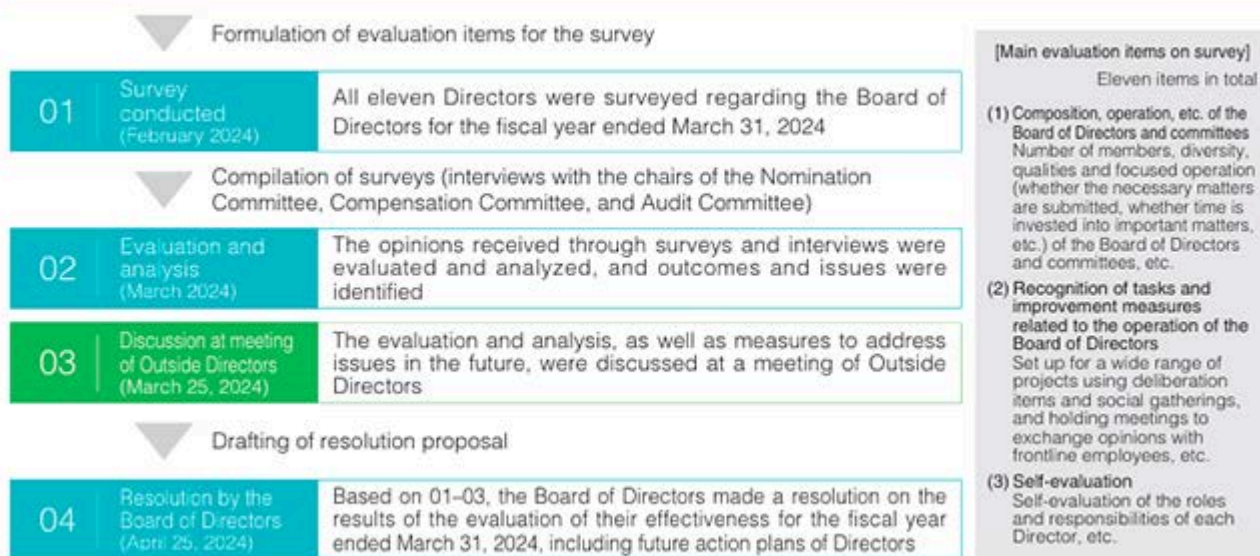 Formulation of evaluation items for the survey
01
Survey
conducted
(February 2024)
All eleven Directors were surveyed regarding the Board of
Directors for the fiscal year ended March 31, 2024
Compilation of surveys (interviews with the chairs of the Nomination
Committee, Compensation Committee, and Audit Committee)
02
Evaluation and
analysis
(March 2024)
The opinions received through surveys and interviews were
evaluated and analyzed, and outcomes and issues were
identified
03
Discussion at meeting
of Outside Directors
(March 25, 2024)
The evaluation and analysis, as well as measures to address
issues in the future, were discussed at a meeting of Outside
Directors
Drafting of resolution proposal
04
Resolution by the
Board of Directors
(April 25, 2024)
Based on 01–03, the Board of Directors made a resolution on the
results of the evaluation of their effectiveness for the fiscal year
ended March 31, 2024, including future action plans of Directors
[Main evaluation items on survey]
Eleven items in total
(1) Composition, operation, etc. of the
Board of Directors and committees
Number of members, diversity,
qualities and focused operation
(whether the necessary matters
are submitted, whether time is
invested into important matters,
etc.) of the Board of Directors
and committees, etc.
(2) Recognition of tasks and
improvement measures
related to the operation of the
Board of Directors
Set up for a wide range of
projects using deliberation
items and social gatherings,
and holding meetings to
exchange opinions with
frontline employees, etc.
(3) Self-evaluation
Self-evaluation of the roles
and responsibilities of each
Director, etc.